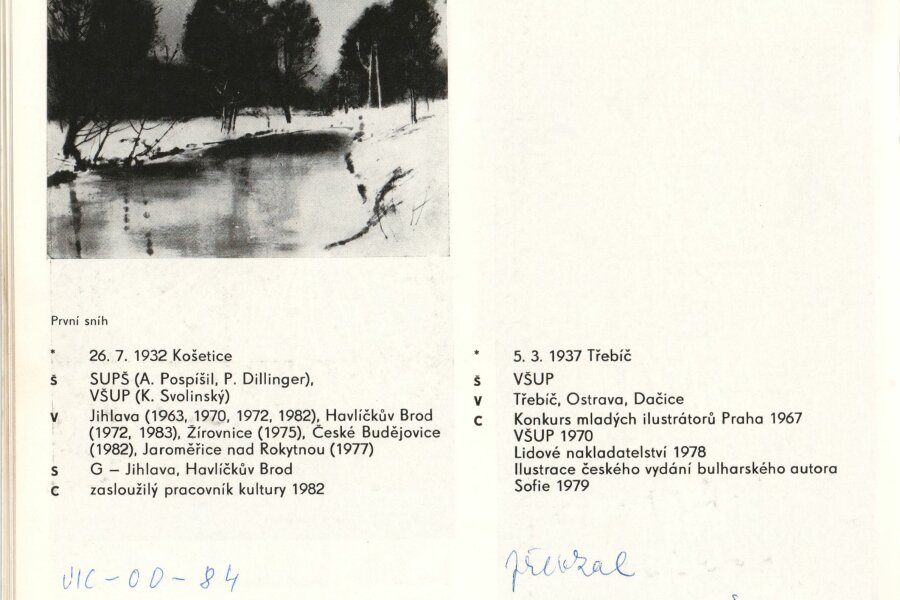 První sníh
* 26. 7. 1932 Košetice
Š SUPŠ (A. Pospíšil, P. Dillinger),
VŠUP (K. Svolinský)
V Jihlava (1963, 1970, 1972, 1982), Havlíčkův Brod
(1972, 1983), Žirovnice (1975), České Budějovice
(1982), Jaroměřice nad Rokytnou (1977)
S G – Jihlava, Havlíčkův Brod
C zasloužilý pracovník kultury 1982
* 5. 3. 1937 Třebíč
Š VŠUP
V Třebíč, Ostrava, Dačice
C Konkurs mladých ilustrátorů Praha 1967
VŠUP 1970
Lidové nakladatelství 1978
Ilustrace českého vydání bulharského autora
Sofie 1979
převzal